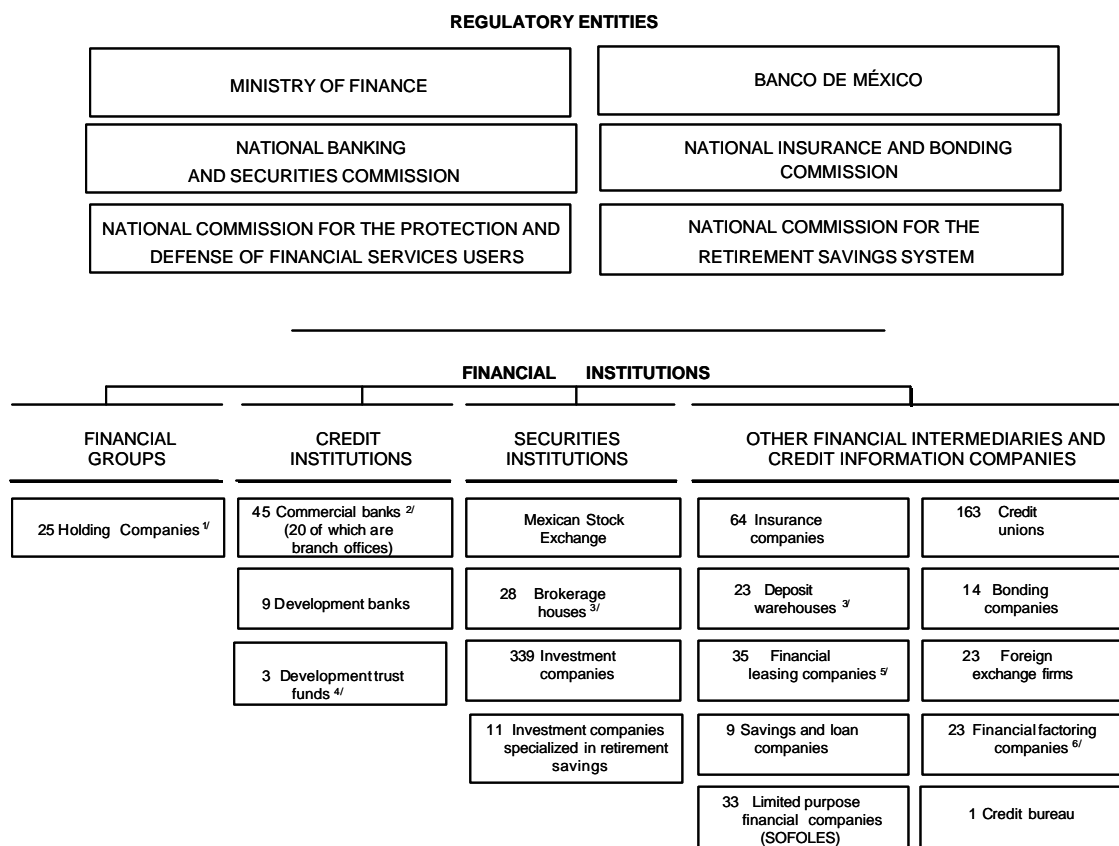 REGULATORY ENTITIES
MINISTRY OF FINANCE
BANCO DE MÉXICO
NATIONAL BANKING
AND SECURITIES COMMISSION
NATIONAL INSURANCE AND BONDING
COMMISSION
NATIONAL COMMISSION FOR THE PROTECTION AND
DEFENSE OF FINANCIAL SERVICES USERS
NATIONAL COMMISSION FOR THE
RETIREMENT SAVINGS SYSTEM
FINANCIAL INSTITUTIONS
FINANCIAL
GROUPS
25 Holding Companies 1/
CREDIT
INSTITUTIONS
45 Commercial banks 2/
(20 of which are
branch offices)
9 Development banks
3 Development trust
funds 4/
SECURITIES
INSTITUTIONS
Mexican Stock
Exchange
28 Brokerage
houses 3/
339 Investment
companies
11 Investment companies
specialized in retirement
savings
OTHER FINANCIAL INTERMEDIARIES AND
CREDIT INFORMATION COMPANIES
64 Insurance
companies
23 Deposit
warehouses 3/
35 Financial
leasing companies 5/
9 Savings and loan
companies
33 Limited purpose
financial companies
(SOFOLES)
163 Credit
unions
14 Bonding
companies
23 Foreign
exchange firms
23 Financial factoring
companies 6/
1 Credit bureau